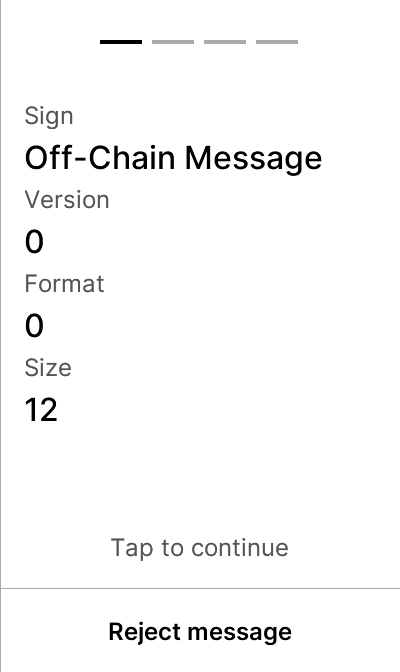 Sign
Off-Chain Message
Version
0
Format
0
Size
12
Tap to continue
Reject message